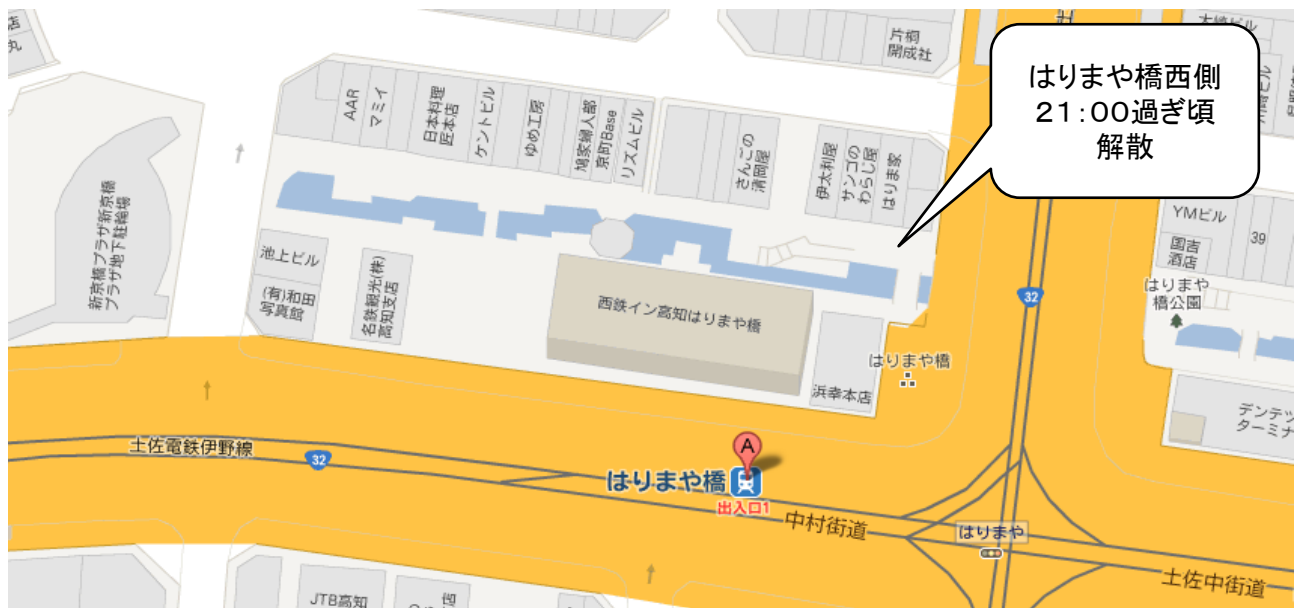 店
丸
AAR
マミイ
日本料理
匠本店
ケントビル
ゆめ工房
鳩家婦人部
京町Base
リズムビル
片桐
開成社
さんごの
清岡屋
伊太利屋
サンゴの
わらじ屋
はりま家
はりまや橋西側
21:00過ぎ頃
解散
新京橋プラザ新京橋
プラザ地下駐輪場
池上ビル
(有)和田
写真館
名鉄観光(株)
高知支店
西鉄イン高知はりまや橋
浜幸本店
はりまや橋
32
YMビル
39
国吉
酒店
はりまや
橋公園
デンテツ
ターミナ
土佐電鉄伊野線
32
A
はりまや橋
出入口1
中村街道
はりまや
土佐中街道
JTB高知